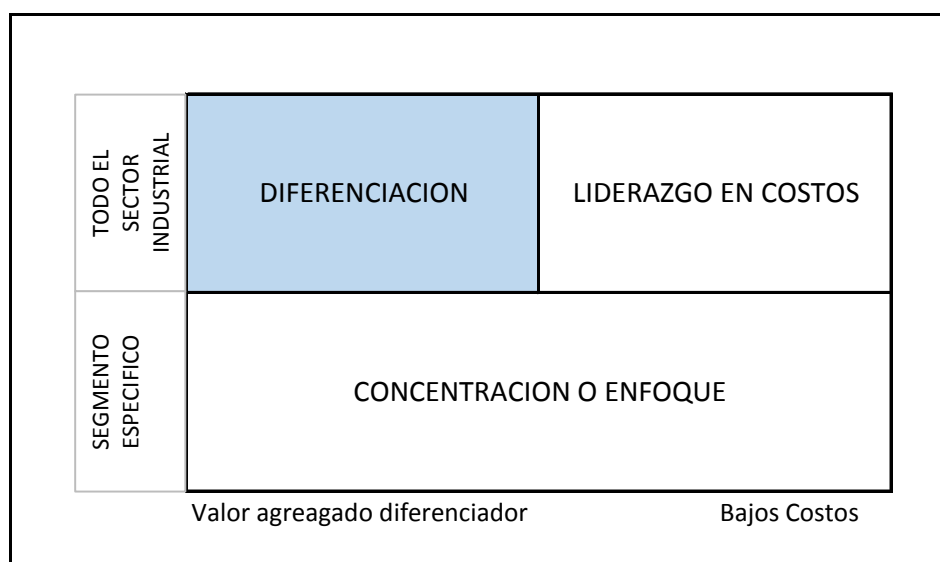 TODO EL
SECTOR
INDUSTRIAL
DIFERENCIACION
LIDERAZGO EN COSTOS
SEGMENTO
ESPECIFICO
CONCENTRACION O ENFOQUE
Valor agreagado diferenciador
Bajos Costos